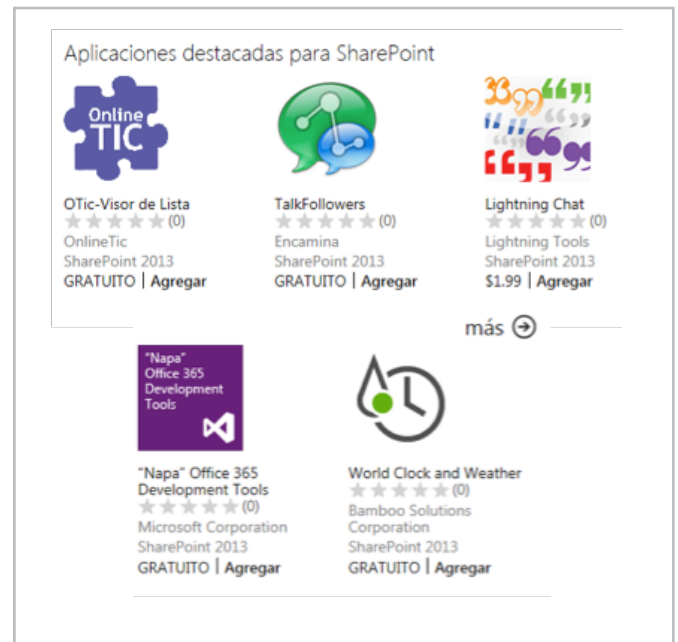 Aplicaciones destacadas para SharePoint
Online
TIC
OTic-Visor de Lista
(0)
OnlineTic
SharePoint 2013
GRATUITO | Agregar
TalkFollowers
(0)
Encamina
SharePoint 2013
GRATUITO | Agregar
Lightning Chat
(0)
Lightning Tools
SharePoint 2013
$1.99 | Agregar
más
"Napa"
Office 365
Development
Tools
"Napa" Office 365
Development Tools
(0)
Microsoft Corporation
SharePoint 2013
GRATUITO | Agregar
World Clock and Weather
(0)
Bamboo Solutions
Corporation
SharePoint 2013
GRATUITO | Agregar